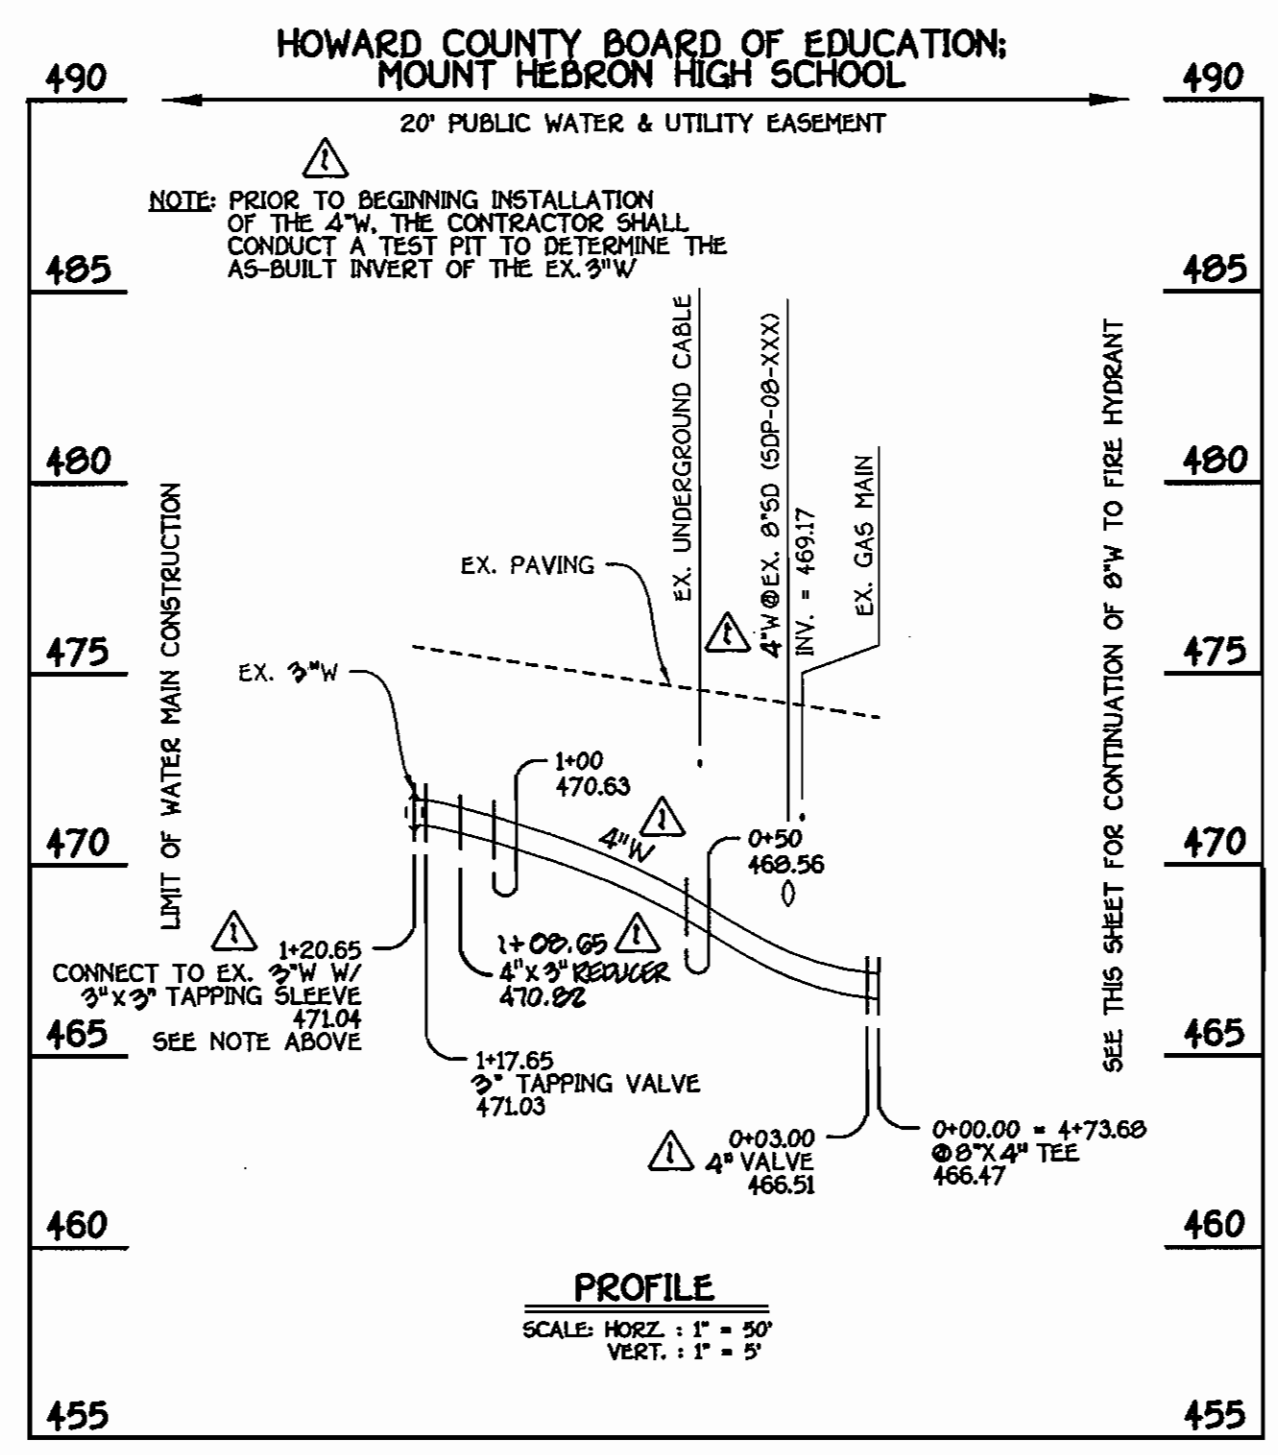 HOWARD COUNTY BOARD OF EDUCATION;
MOUNT HEBRON HIGH SCHOOL
490
490
20' PUBLIC WATER & UTILITY EASEMENT
1
NOTE: PRIOR TO BEGINNING INSTALLATION
OF THE 4"W, THE CONTRACTOR SHALL
CONDUCT A TEST PIT TO DETERMINE THE
AS-BUILT INVERT OF THE EX. 3"W
485
485
480
480
475
475
470
470
465
465
460
460
455
455
LIMIT OF WATER MAIN CONSTRUCTION
EX. UNDERGROUND CABLE
4"W@EX. 8"SD (SDP-08-XXX)
INV. = 469.17
EX. GAS MAIN
SEE THIS SHEET FOR CONTINUATION OF 8"W TO FIRE HYDRANT
EX. PAVING
1
EX. 3"W
1+00
470.63
4"W
1
0+50
468.56
1
1+20.65
CONNECT TO EX. 3"W W/
3"X3" TAPPING SLEEVE
471.04
SEE NOTE ABOVE
1+08.65
1
4"X3" REDUCER
470.82
1+17.65
3" TAPPING VALVE
471.03
1
0+03.00
4" VALVE
466.51
0+00.00 = 4+73.68
@8"X4" TEE
466.47
PROFILE
SCALE: HORZ. : 1" = 50'
VERT. : 1" = 5'